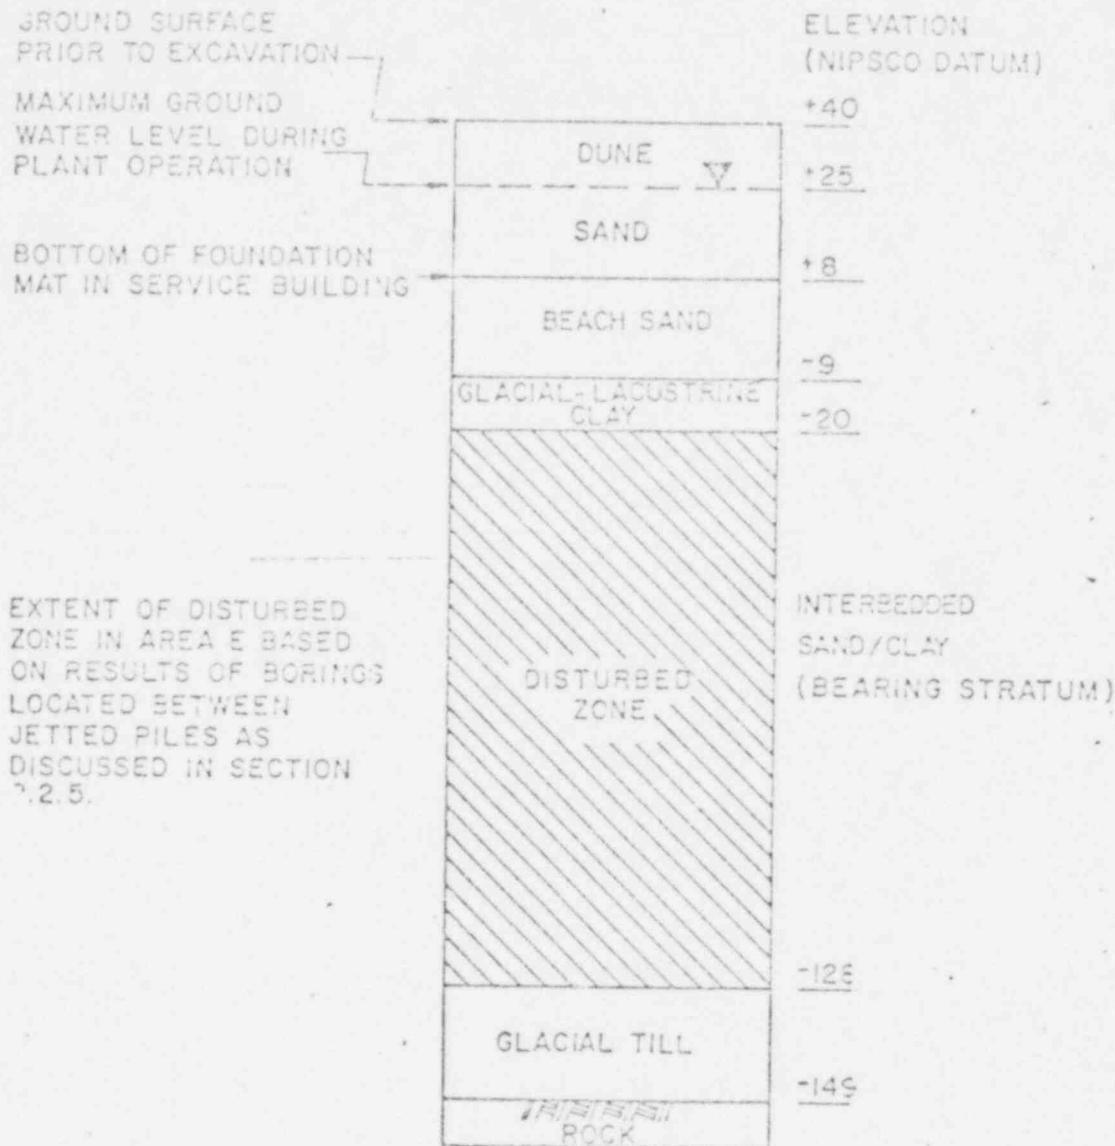 GROUND SURFACE
PRIOR TO EXCAVATION
MAXIMUM GROUND
WATER LEVEL DURING
PLANT OPERATION
BOTTOM OF FOUNDATION
MAT IN SERVICE BUILDING
EXTENT OF DISTURBED
ZONE IN AREA E BASED
ON RESULTS OF BORINGS
LOCATED BETWEEN
JETTED PILES AS
DISCUSSED IN SECTION
.2.5.
DUNE
SAND
BEACH SAND
GLACIAL-LACUSTRINE
CLAY
DISTURBED
ZONE
GLACIAL TILL
ROCK
ELEVATION
(NIPSCO DATUM)
+40
+25
+8
-9
-20
INTERBEDDED
SAND/CLAY
(BEARING STRATUM)